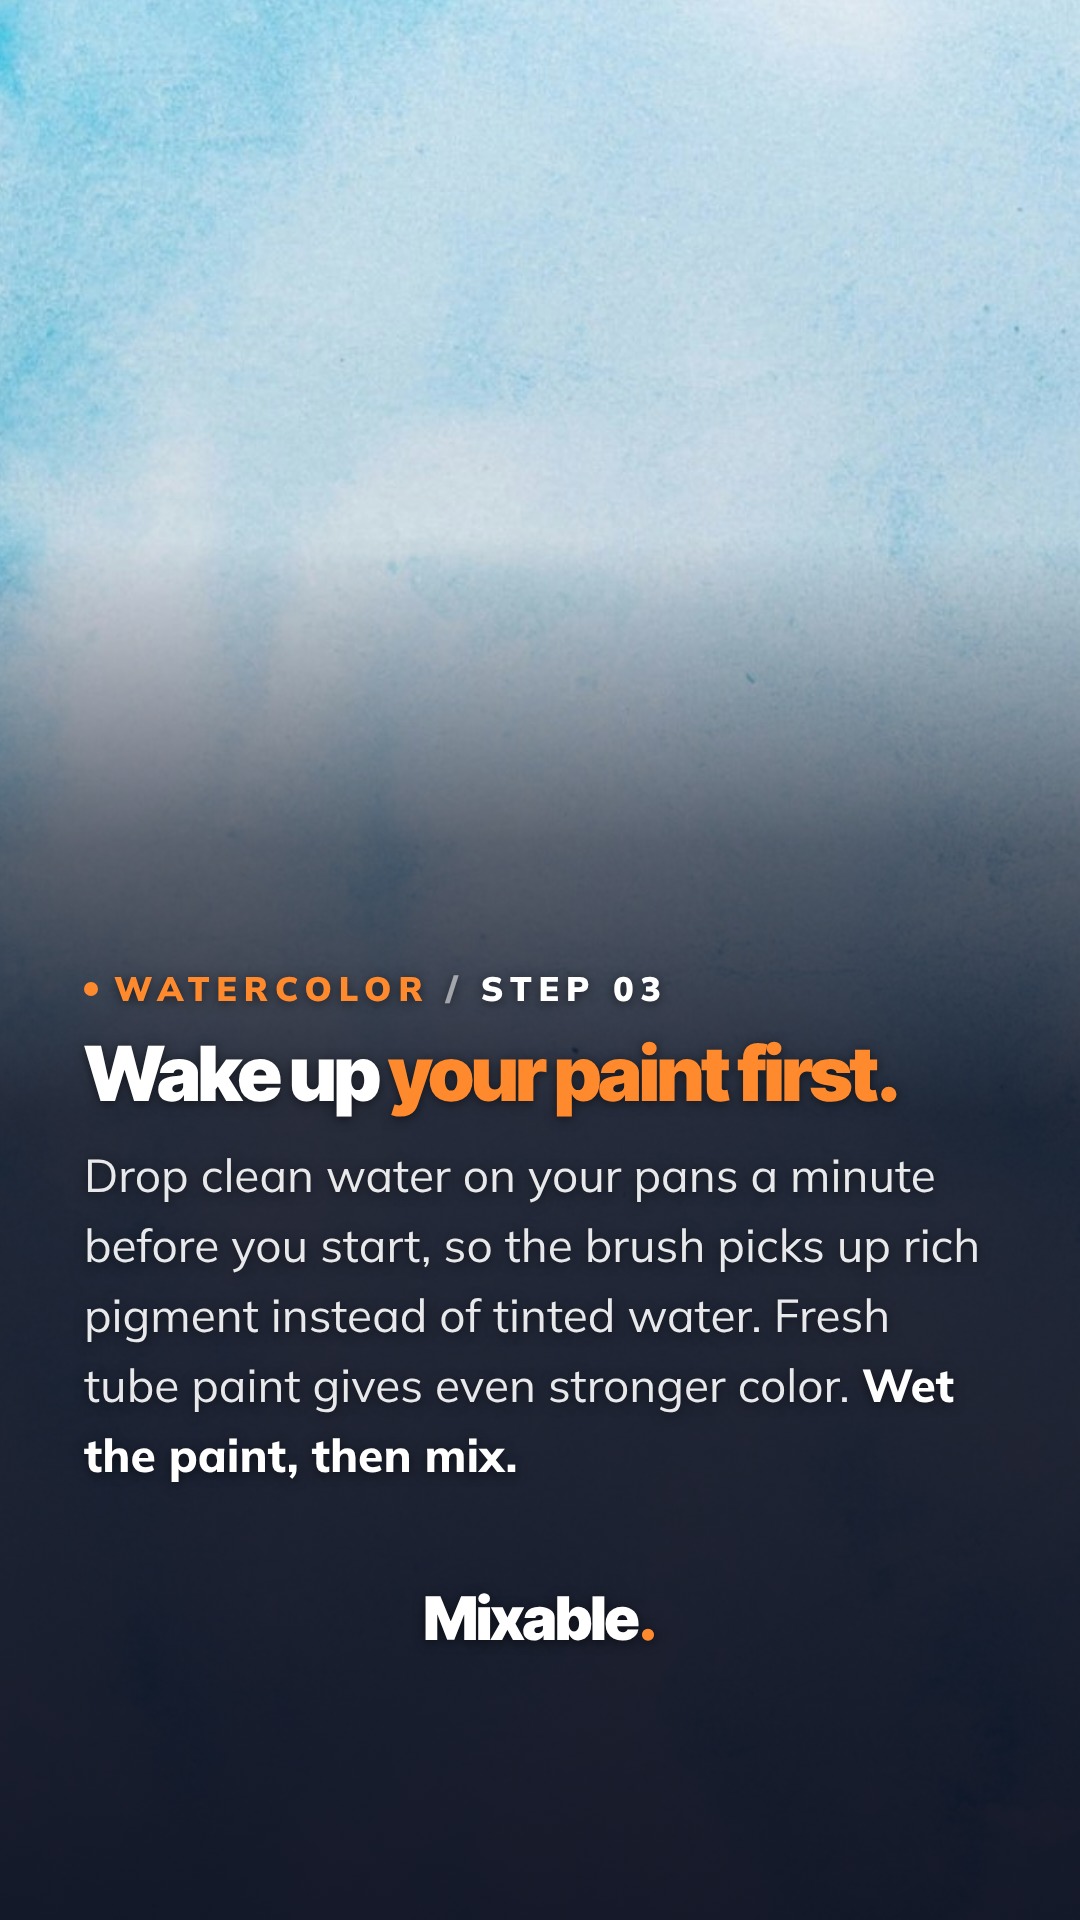 • WATERCOLOR / STEP 03
Wake up your paint first.
Drop clean water on your pans a minute
before you start, so the brush picks up rich
pigment instead of tinted water. Fresh
tube paint gives even stronger color. Wet
the paint, then mix.
Mixable.